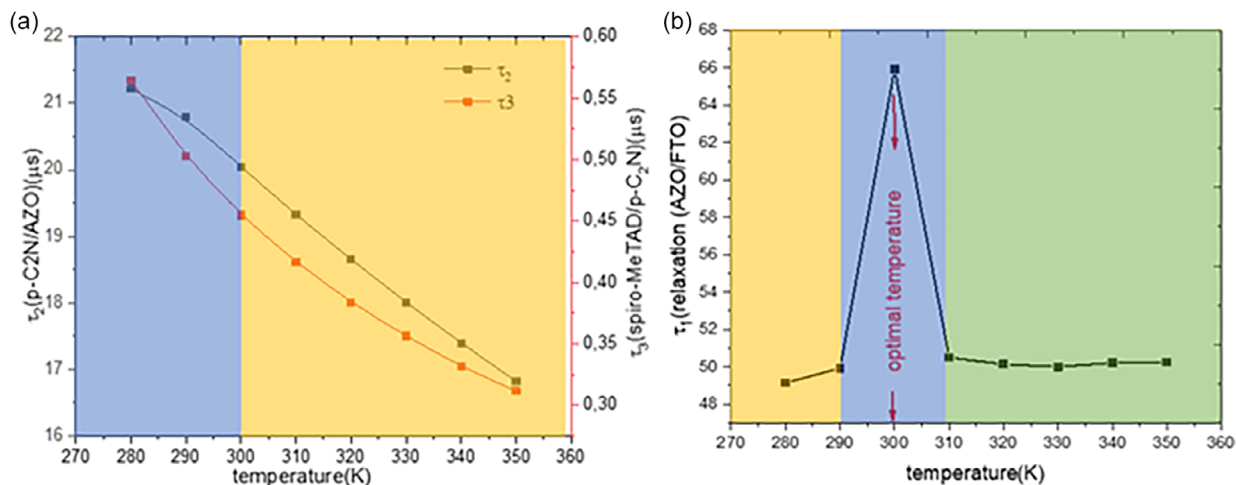 (a)
τ₂(p-C2N/AZO)(μs)
22
21
20
19
18
17
16
270 280 290 300 310 320 330 340 350 360
temperature(K)
τ₂
τ3
0,60
0,55
0,50
0,45
0,40
0,35
0,30
τ₃(spiro-MeTAD/p-C₂N)(μs)
(b)
τ₁(relaxation (AZO/FTO)
68
66
64
62
60
58
56
54
52
50
48
270 280 290 300 310 320 330 340 350 360
temperature(K)
optimal temperature